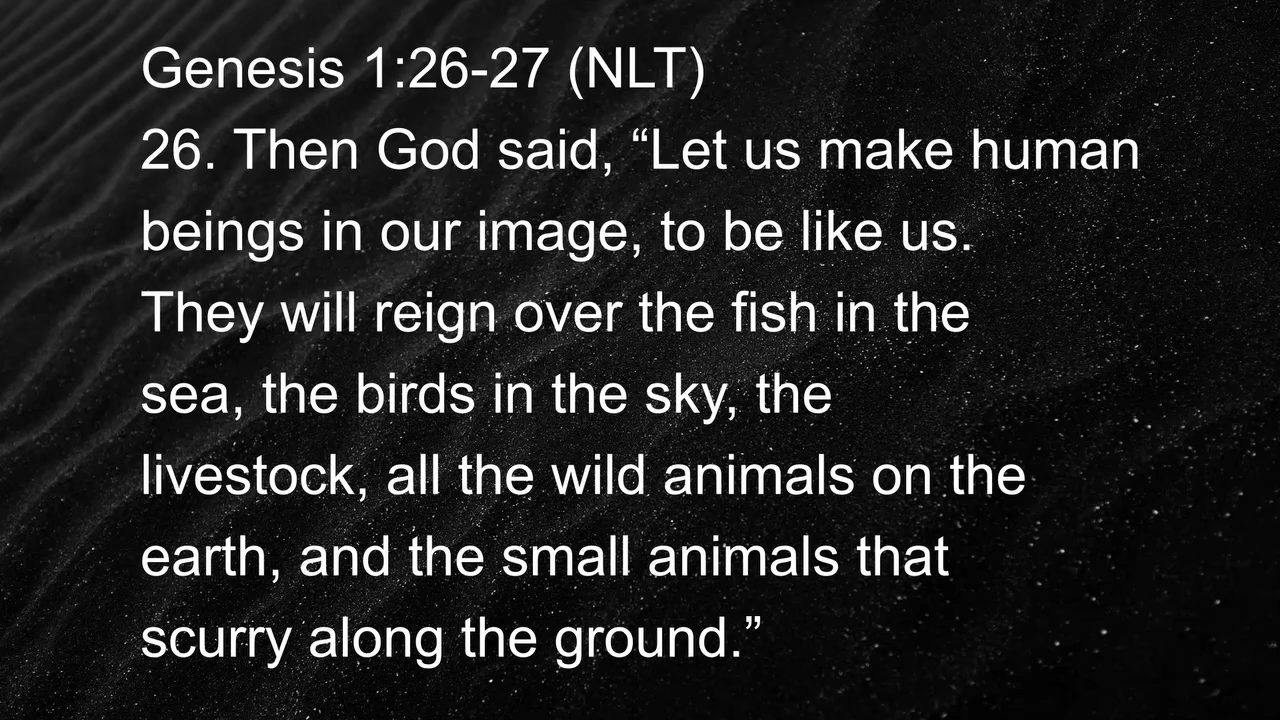 Genesis 1:26-27 (NLT)
26. Then God said, “Let us make human
beings in our image, to be like us.
They will reign over the fish in the
sea, the birds in the sky, the
livestock, all the wild animals on the
earth, and the small animals that
scurry along the ground.”